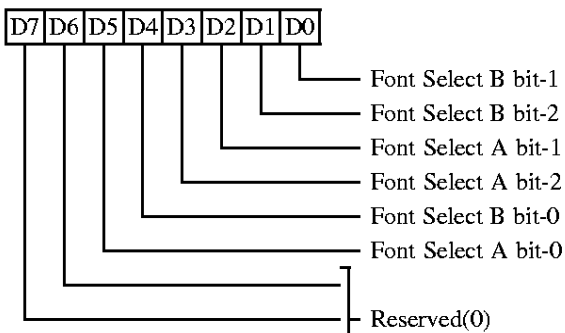 D7 D6 D5 D4 D3 D2 D1 D0
Font Select B bit-1
Font Select B bit-2
Font Select A bit-1
Font Select A bit-2
Font Select B bit-0
Font Select A bit-0
Reserved(0)